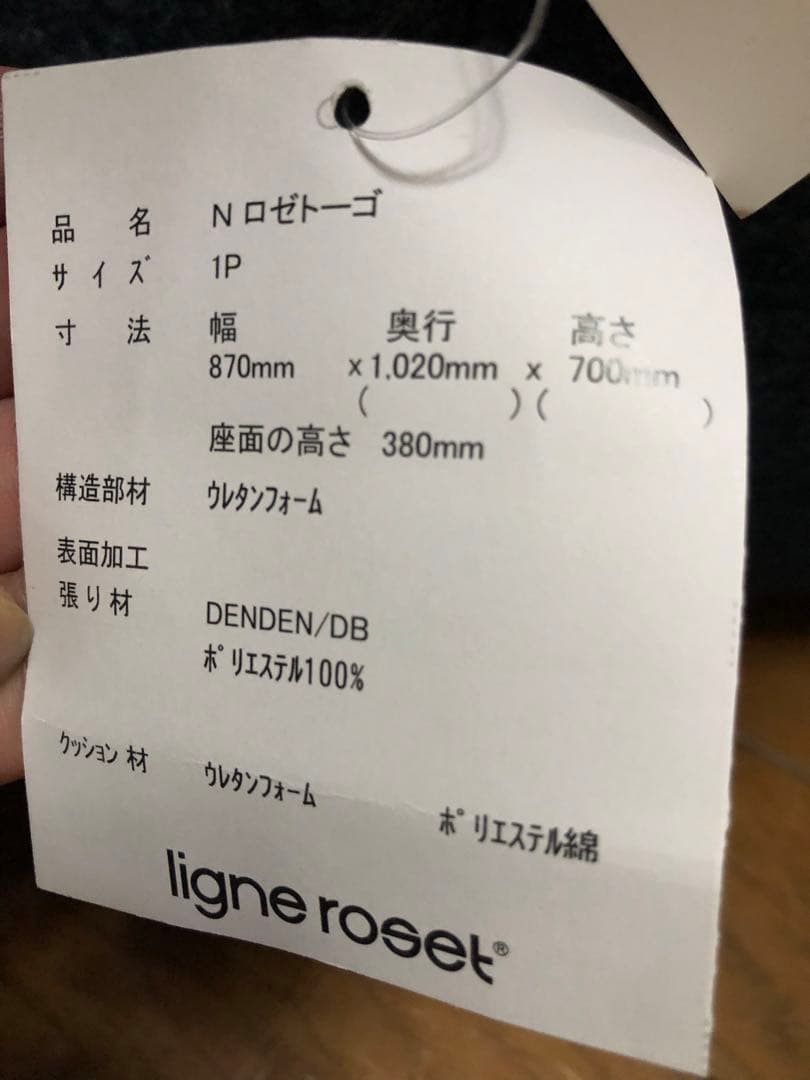 品 名 N ロゼトーゴ
サ イ ズ 1P
寸 法 幅 奥行 高さ
870mm x 1,020mm x 700mm
( ) ( )
座面の高さ 380mm
構造部材 ウレタンフォーム
表面加工
張り材 DENDEN/DB
ポリエステル100%
クッション材 ウレタンフォーム ポリエステル綿
ligne roset®